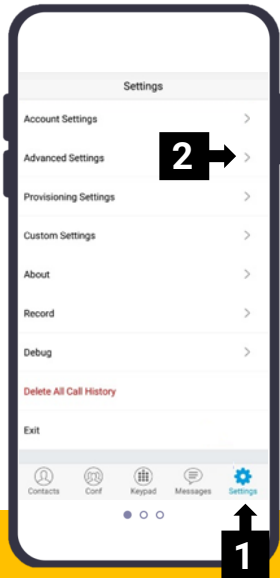 Settings
Account Settings
Advanced Settings
2
Provisioning Settings
Custom Settings
About
Record
Debug
Delete All Call History
Exit
Contacts Conf Keypad Messages Settings
1